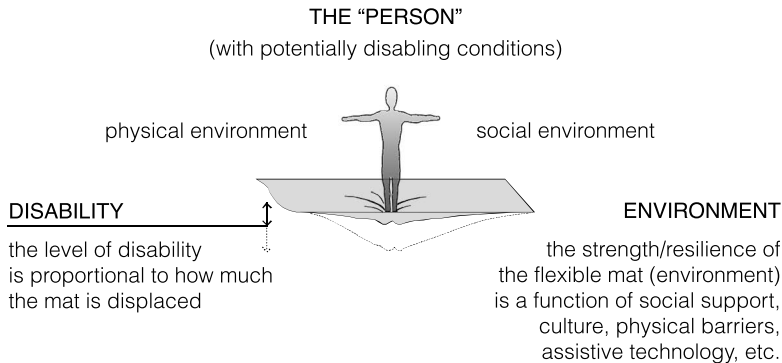 THE “PERSON”
(with potentially disabling conditions)
physical environment
social environment
DISABILITY
the level of disability
is proportional to how much
the mat is displaced
ENVIRONMENT
the strength/resilience of
the flexible mat (environment)
is a function of social support,
culture, physical barriers,
assistive technology, etc.